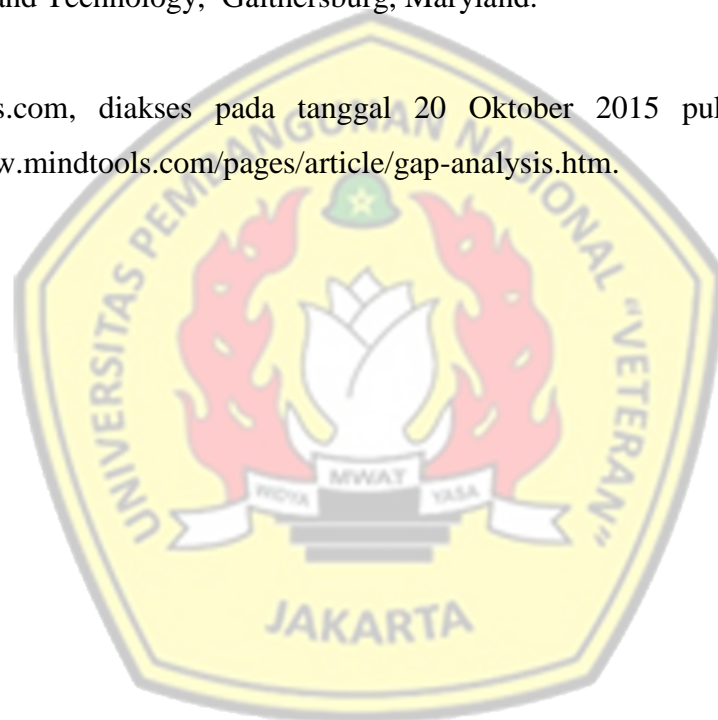 and Technology, Gaithersburg, Maryland.
s.com, diakses pada tanggal 20 Oktober 2015 pul
w.mindtools.com/pages/article/gap-analysis.htm.
UNIVERSITAS PEMBANGUNAN NASIONAL "VETERAN"
WIDYA MWAT YASA
JAKARTA